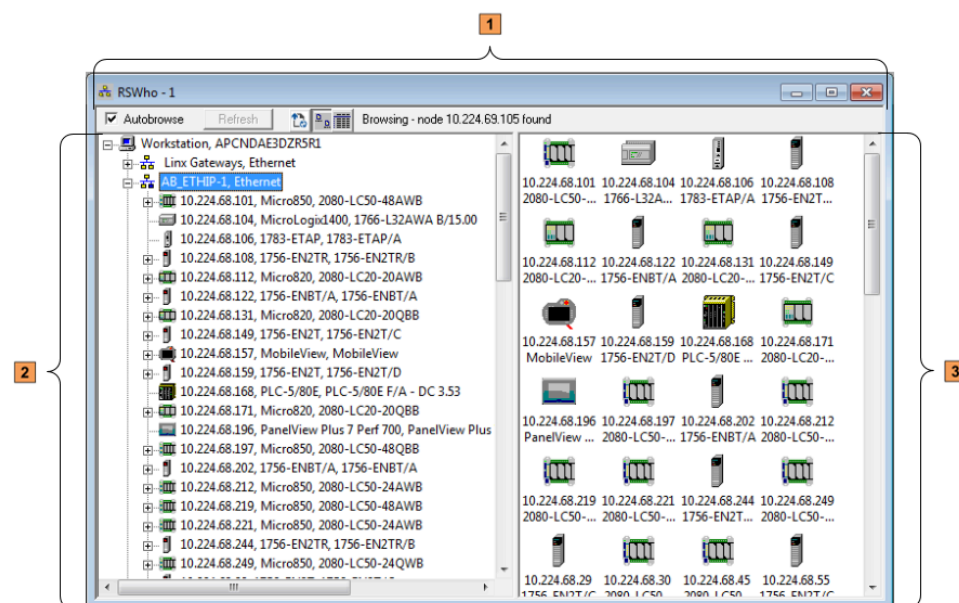 1
RSWho - 1
Autobrowse Refresh Browsing - node 10.224.69.105 found
2
Workstation, APCNDAE3DZR5R1
Linx Gateways, Ethernet
AB_ETHIP-1, Ethernet
10.224.68.101, Micro850, 2080-LC50-48AWB
10.224.68.104, MicroLogix1400, 1766-L32AWA B/15.00
10.224.68.106, 1783-ETAP, 1783-ETAP/A
10.224.68.108, 1756-EN2TR, 1756-EN2TR/B
10.224.68.112, Micro820, 2080-LC20-20AWB
10.224.68.122, 1756-ENBT/A, 1756-ENBT/A
10.224.68.131, Micro820, 2080-LC20-20QBB
10.224.68.149, 1756-EN2T, 1756-EN2T/C
10.224.68.157, MobileView, MobileView
10.224.68.159, 1756-EN2T, 1756-EN2T/D
10.224.68.168, PLC-5/80E, PLC-5/80E F/A - DC 3.53
10.224.68.171, Micro820, 2080-LC20-20QBB
10.224.68.196, PanelView Plus 7 Perf 700, PanelView Plus
10.224.68.197, Micro850, 2080-LC50-48QBB
10.224.68.202, 1756-ENBT/A, 1756-ENBT/A
10.224.68.212, Micro850, 2080-LC50-24AWB
10.224.68.219, Micro850, 2080-LC50-48AWB
10.224.68.221, Micro850, 2080-LC50-24AWB
10.224.68.244, 1756-EN2TR, 1756-EN2TR/B
10.224.68.249, Micro850, 2080-LC50-24QWB
10.224.68.101 10.224.68.104 10.224.68.106 10.224.68.108
2080-LC50-... 1766-L32A... 1783-ETAP/A 1756-EN2T...
10.224.68.112 10.224.68.122 10.224.68.131 10.224.68.149
2080-LC20-... 1756-ENBT/A 2080-LC20-... 1756-EN2T/C
10.224.68.157 10.224.68.159 10.224.68.168 10.224.68.171
MobileView 1756-EN2T/D PLC-5/80E ... 2080-LC20-...
10.224.68.196 10.224.68.197 10.224.68.202 10.224.68.212
PanelView ... 2080-LC50-... 1756-ENBT/A 2080-LC50-...
10.224.68.219 10.224.68.221 10.224.68.244 10.224.68.249
2080-LC50-... 2080-LC50-... 1756-EN2T... 2080-LC50-...
10.224.68.29 10.224.68.30 10.224.68.45 10.224.68.55
1756-EN2T/C 2080-LC50 2080-LC50 1756-EN2T/C
3